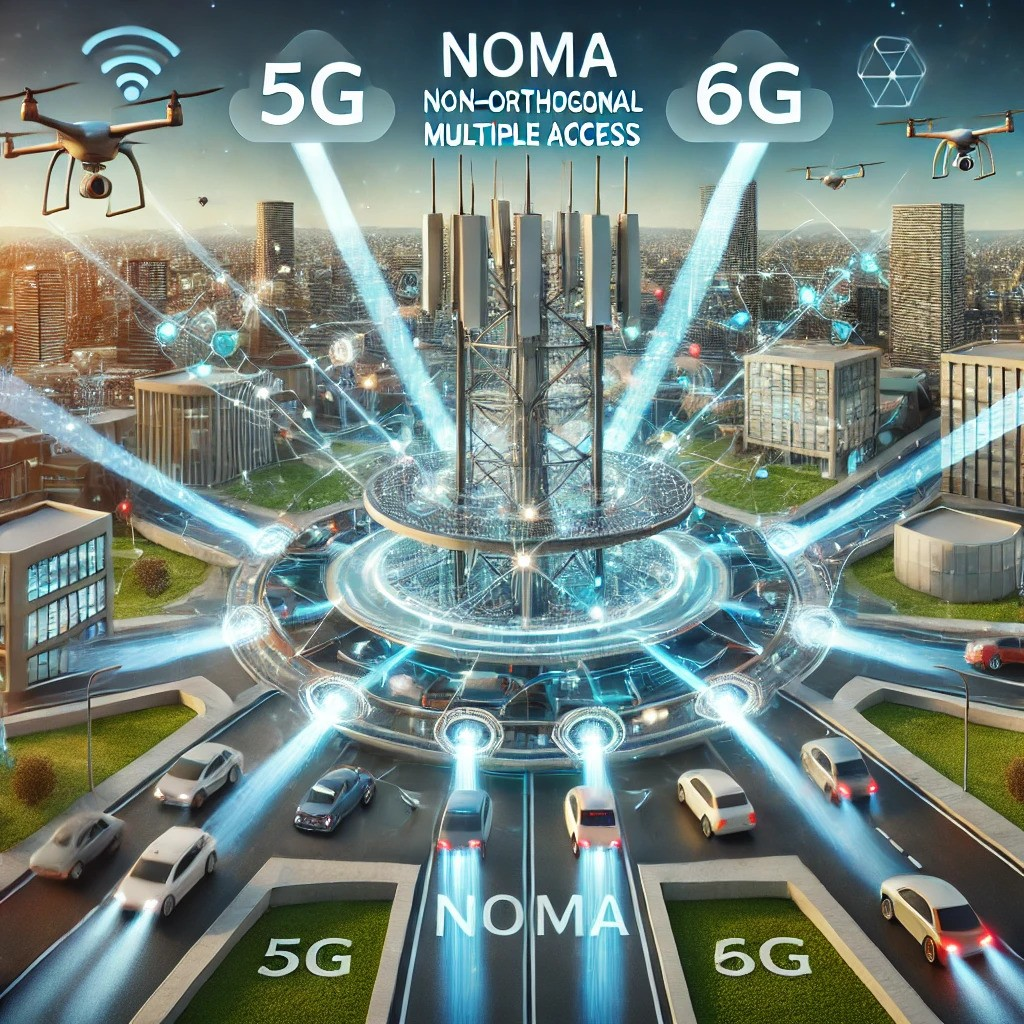 5G
NOMA
NON-ORTHOGONAL
MULTIPLE ACCESS
6G
NOMA
5G
6G